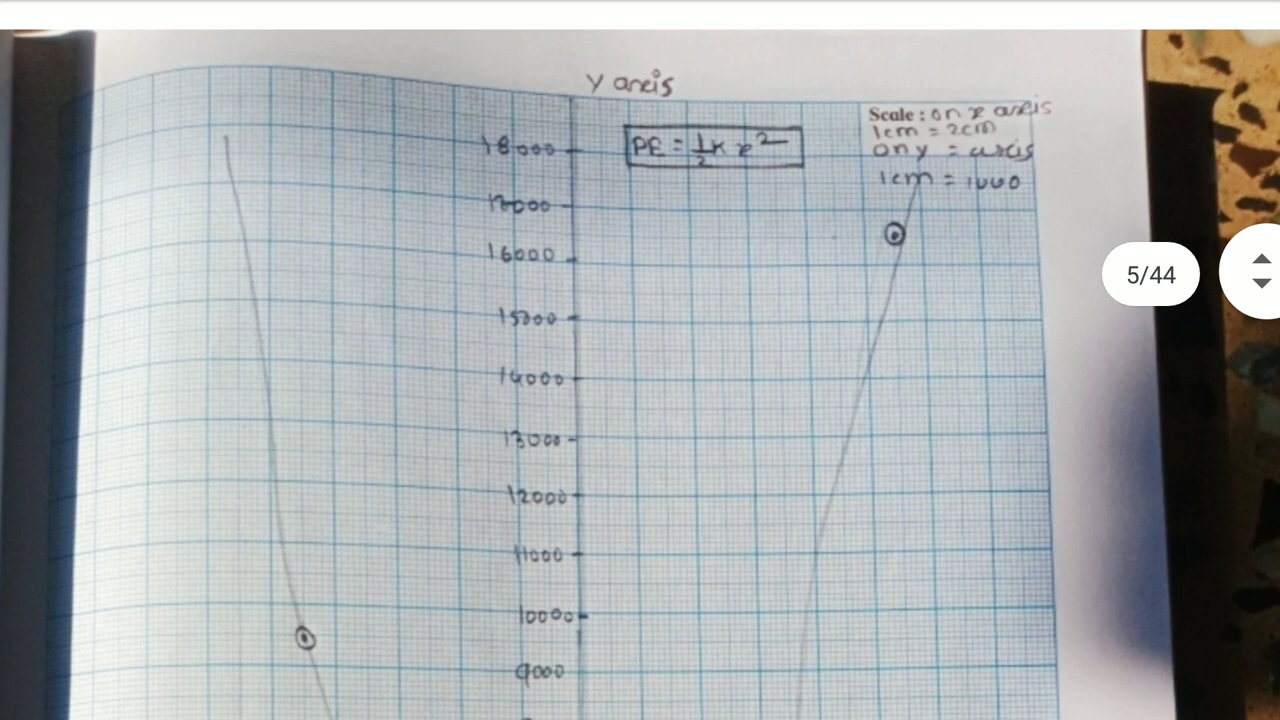 Y axis
Scale : on x axis
1cm = 2cm
on y = axis
1cm = 1000
PE = 1/2 K x²
18000
17000
16000
15000
14000
13000
12000
11000
10000
9000
5/44